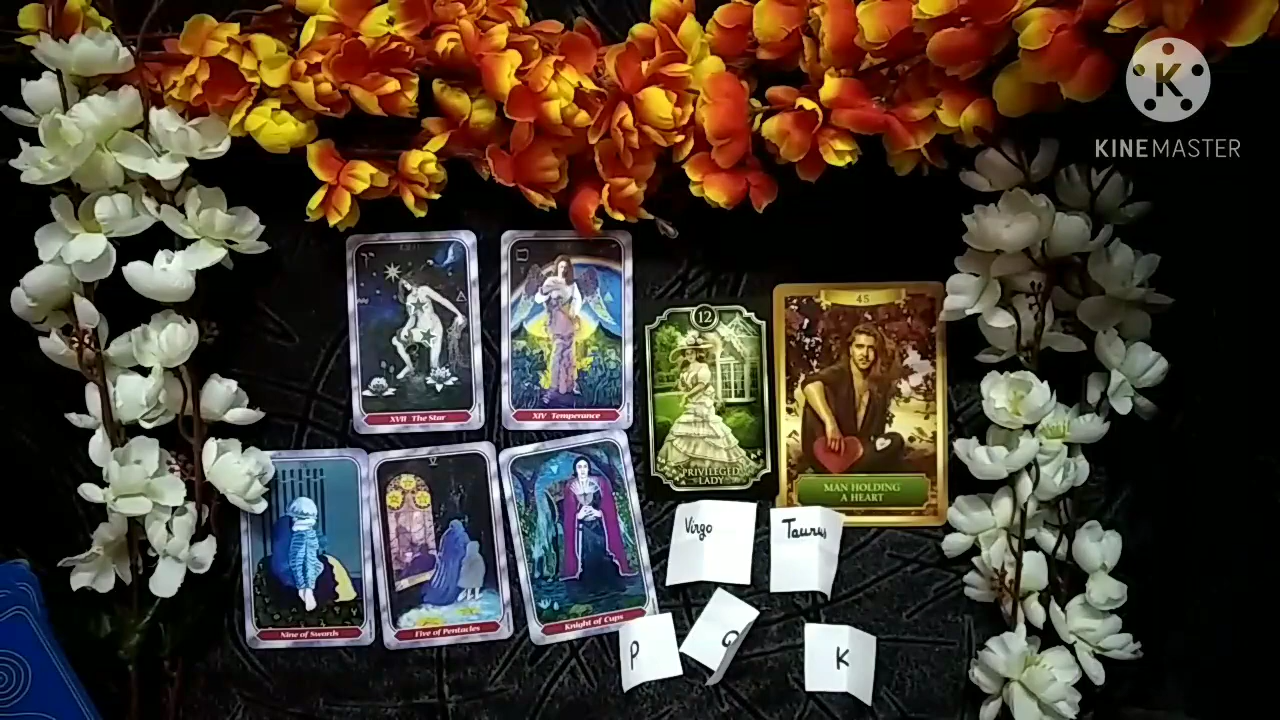 KINEMASTER
XVII The Star
XIV Temperance
12
PRIVILEGED
LADY
45
MAN HOLDING
A HEART
Nine of Swords
V
Five of Pentacles
Knight of Cups
Virgo
Taurus
P
K